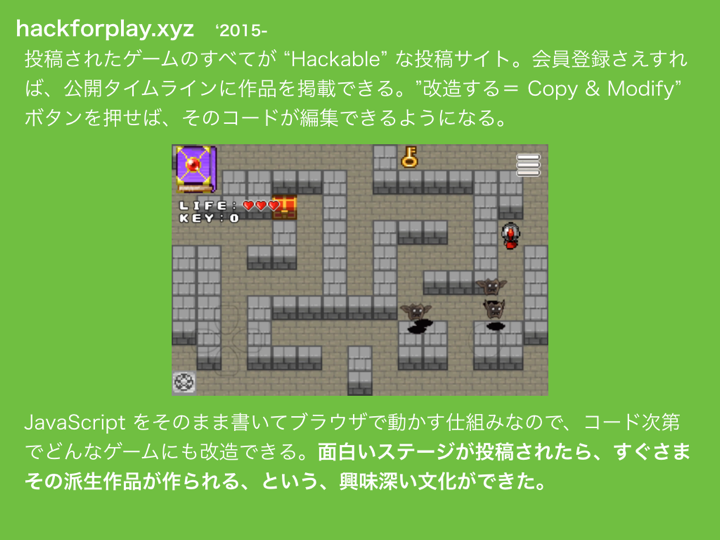 hackforplay.xyz ‘2015-
投稿されたゲームのすべてが “Hackable” な投稿サイト。会員登録さえすれ
ば、公開タイムラインに作品を掲載できる。”改造する＝ Copy & Modify”
ボタンを押せば、そのコードが編集できるようになる。
LIFE:
KEY:0
JavaScript をそのまま書いてブラウザで動かす仕組みなので、コード次第
でどんなゲームにも改造できる。面白いステージが投稿されたら、すぐさま
その派生作品が作られる、という、興味深い文化ができた。